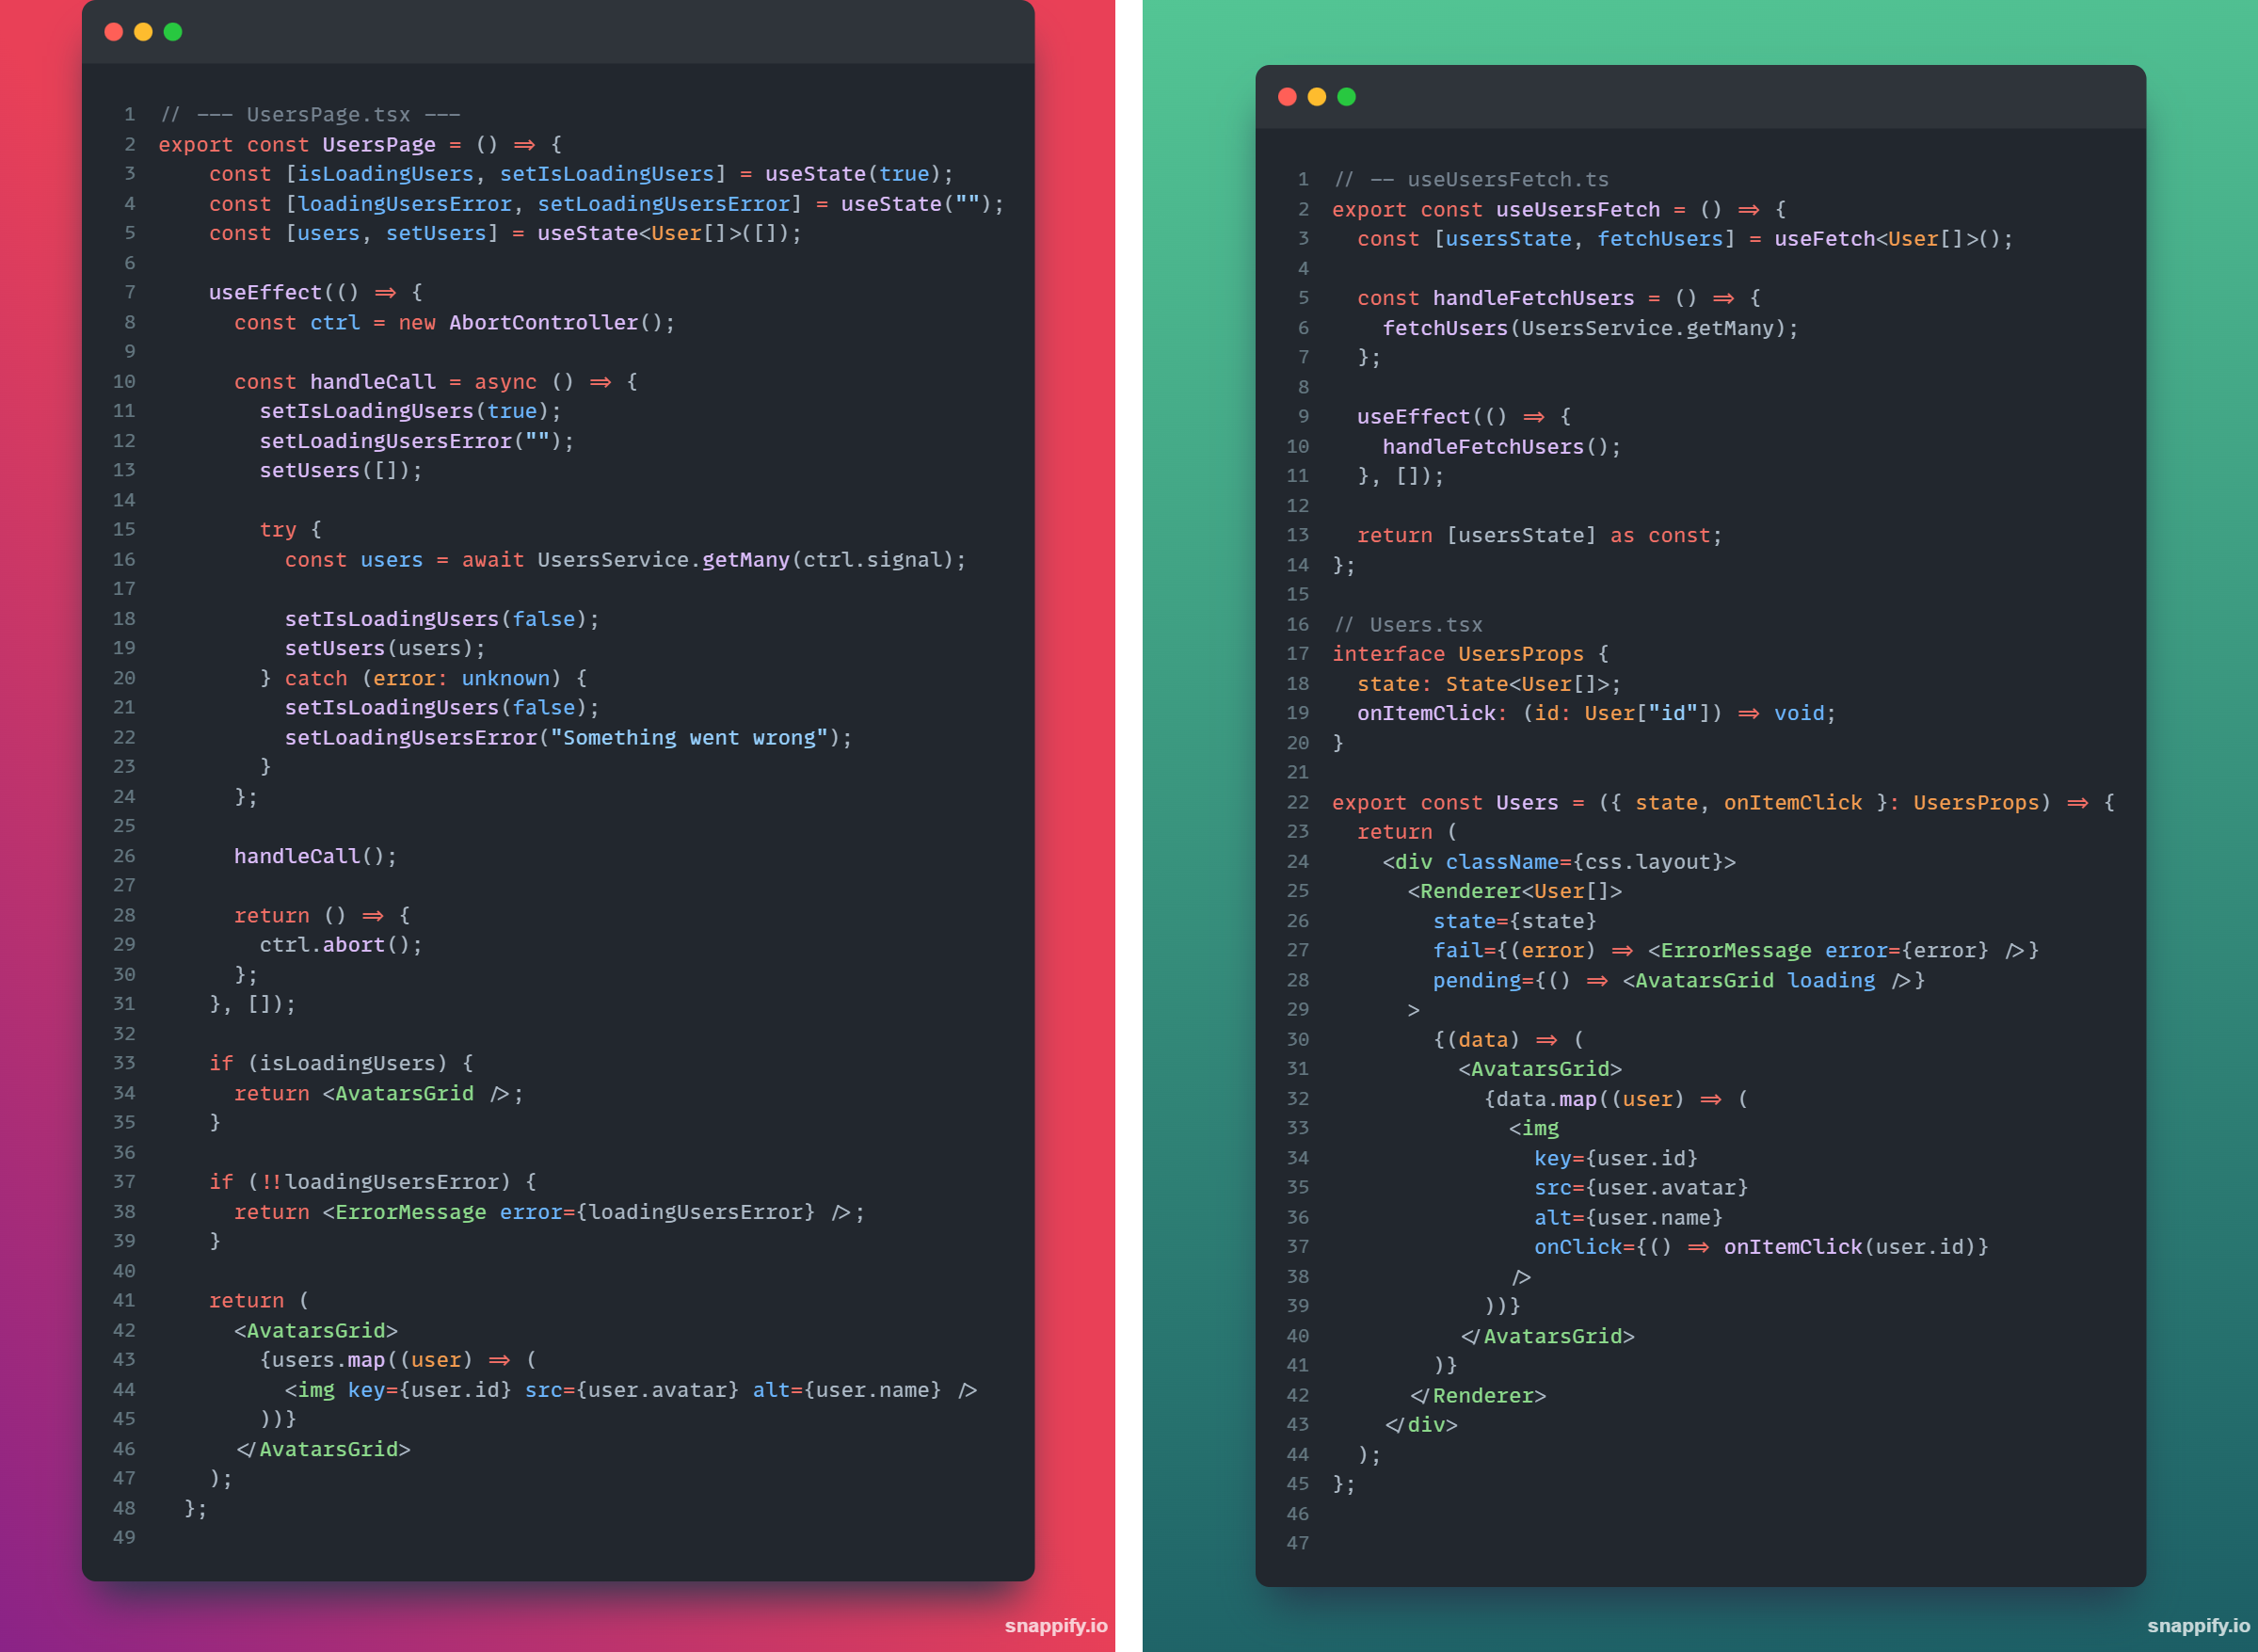 1 // --- UsersPage.tsx ---
2 export const UsersPage = () => {
3     const [isLoadingUsers, setIsLoadingUsers] = useState(true);
4     const [loadingUsersError, setLoadingUsersError] = useState("");
5     const [users, setUsers] = useState<User[]>([]);
6
7     useEffect(() => {
8       const ctrl = new AbortController();
9
10       const handleCall = async () => {
11         setIsLoadingUsers(true);
12         setLoadingUsersError("");
13         setUsers([]);
14
15         try {
16           const users = await UsersService.getMany(ctrl.signal);
17
18           setIsLoadingUsers(false);
19           setUsers(users);
20         } catch (error: unknown) {
21           setIsLoadingUsers(false);
22           setLoadingUsersError("Something went wrong");
23         }
24       };
25
26       handleCall();
27
28       return () => {
29         ctrl.abort();
30       };
31     }, []);
32
33     if (isLoadingUsers) {
34       return <AvatarsGrid />;
35     }
36
37     if (!!loadingUsersError) {
38       return <ErrorMessage error={loadingUsersError} />;
39     }
40
41     return (
42       <AvatarsGrid>
43         {users.map((user) => (
44           <img key={user.id} src={user.avatar} alt={user.name} />
45         ))}
46       </AvatarsGrid>
47     );
48   };
49
snappify.io
1 // -- useUsersFetch.ts
2 export const useUsersFetch = () => {
3   const [usersState, fetchUsers] = useFetch<User[]>();
4
5   const handleFetchUsers = () => {
6     fetchUsers(UsersService.getMany);
7   };
8
9   useEffect(() => {
10     handleFetchUsers();
11   }, []);
12
13   return [usersState] as const;
14 };
15
16 // Users.tsx
17 interface UsersProps {
18   state: State<User[]>;
19   onItemClick: (id: User["id"]) => void;
20 }
21
22 export const Users = ({ state, onItemClick }: UsersProps) => {
23   return (
24     <div className={css.layout}>
25       <Renderer<User[]>
26         state={state}
27         fail={(error) => <ErrorMessage error={error} />}
28         pending={() => <AvatarsGrid loading />}
29       >
30         {(data) => (
31           <AvatarsGrid>
32             {data.map((user) => (
33               <img
34                 key={user.id}
35                 src={user.avatar}
36                 alt={user.name}
37                 onClick={() => onItemClick(user.id)}
38               />
39             ))}
40           </AvatarsGrid>
41         )}
42       </Renderer>
43     </div>
44   );
45 };
46
47
snappify.io